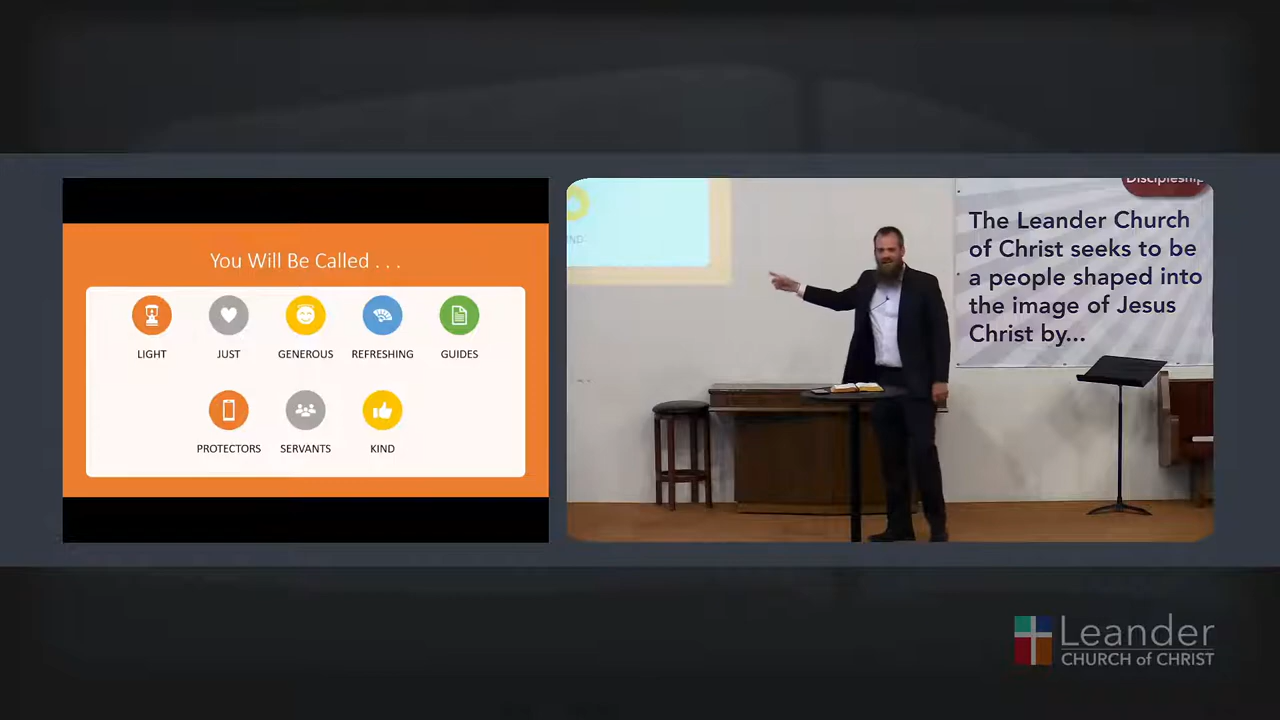 You Will Be Called . . .
LIGHT
JUST
GENEROUS
REFRESHING
GUIDES
PROTECTORS
SERVANTS
KIND
Discipleship
The Leander Church
of Christ seeks to be
a people shaped into
the image of Jesus
Christ by...
Leander
CHURCH of CHRIST